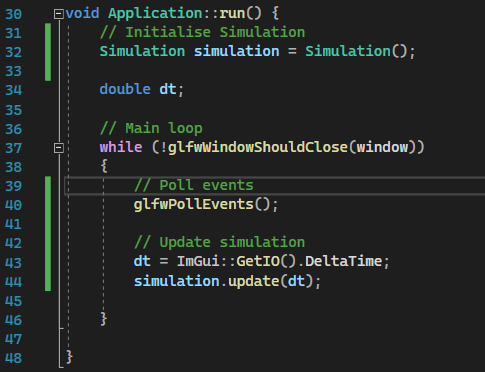 30 void Application::run() {
31 // Initialise Simulation
32 Simulation simulation = Simulation();
33
34 double dt;
35
36 // Main loop
37 while (!glfwWindowShouldClose(window))
38 {
39 // Poll events
40 glfwPollEvents();
41
42 // Update simulation
43 dt = ImGui::GetIO().DeltaTime;
44 simulation.update(dt);
45
46 }
47
48 }